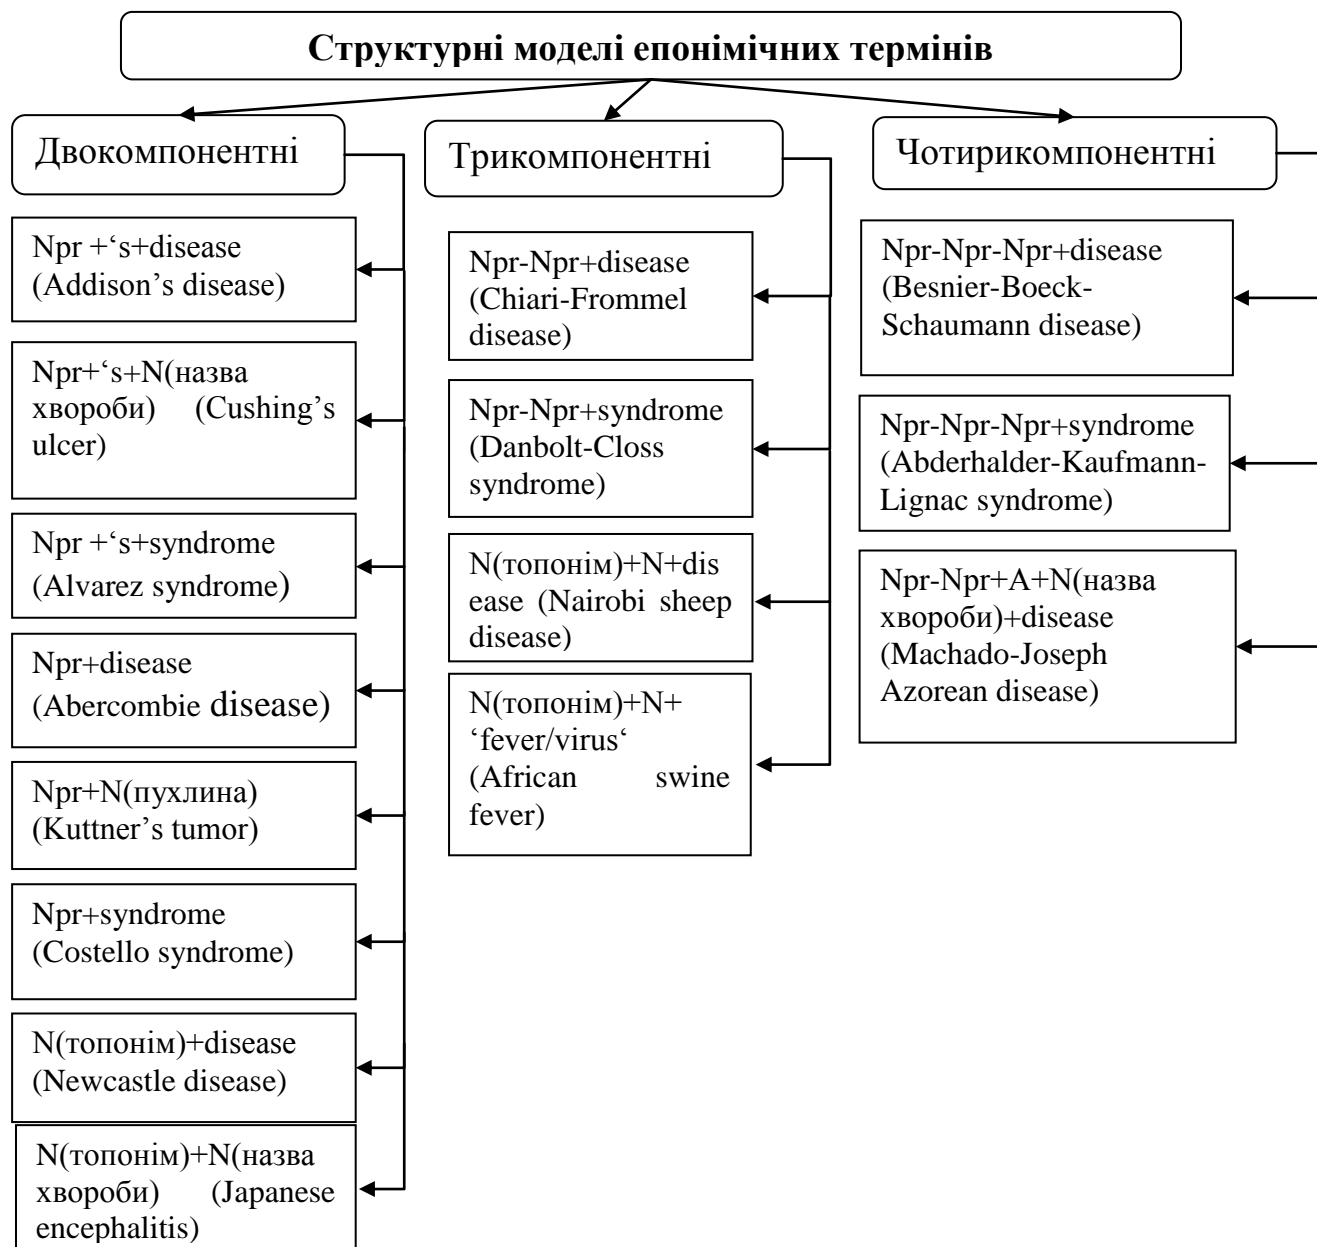 Структурні моделі епонімічних термінів
Двокомпонентні
Npr +‘s+disease
(Addison’s disease)
Npr+‘s+N(назва
хвороби) (Cushing’s
ulcer)
Npr +‘s+syndrome
(Alvarez syndrome)
Npr+disease
(Abercombie disease)
Npr+N(пухлина)
(Kuttner’s tumor)
Npr+syndrome
(Costello syndrome)
N(топонім)+disease
(Newcastle disease)
N(топонім)+N(назва
хвороби) (Japanese
encephalitis)
Трикомпонентні
Npr-Npr+disease
(Chiari-Frommel
disease)
Npr-Npr+syndrome
(Danbolt-Closs
syndrome)
N(топонім)+N+dis
ease (Nairobi sheep
disease)
N(топонім)+N+
‘fever/virus‘
(African swine
fever)
Чотирикомпонентні
Npr-Npr-Npr+disease
(Besnier-Boeck-
Schaumann disease)
Npr-Npr-Npr+syndrome
(Abderhalder-Kaufmann-
Lignac syndrome)
Npr-Npr+A+N(назва
хвороби)+disease
(Machado-Joseph
Azorean disease)